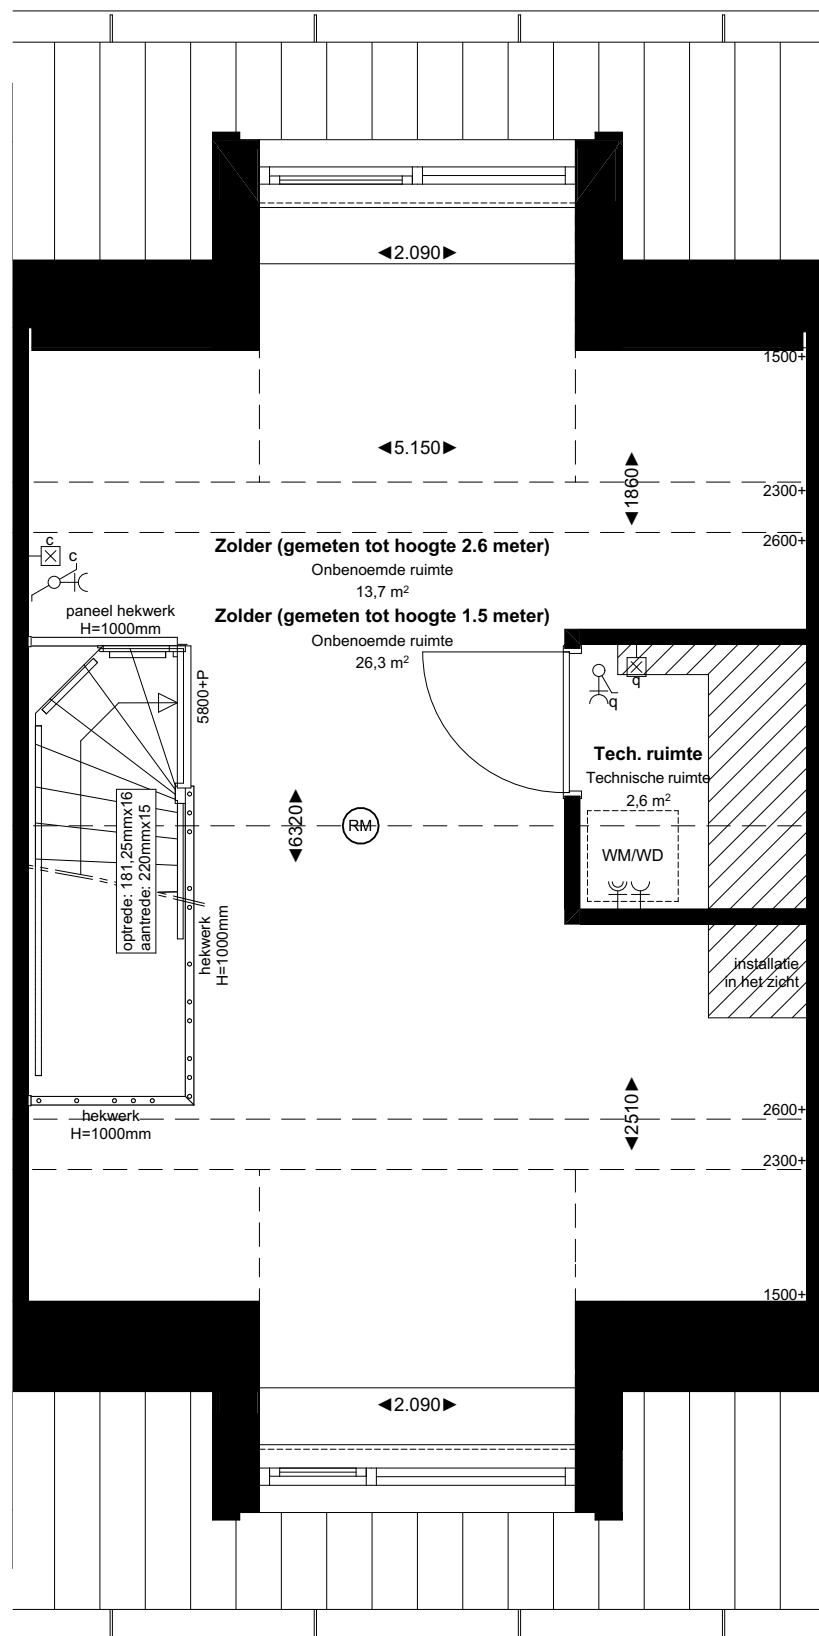 2.090
1500+
5.150
1860
2300+
2600+
c
c
Zolder (gemeten tot hoogte 2.6 meter)
Onbenoemde ruimte
13,7 m²
Zolder (gemeten tot hoogte 1.5 meter)
Onbenoemde ruimte
26,3 m²
paneel hekwerk
H=1000mm
5800+P
q
q
Tech. ruimte
Technische ruimte
2,6 m²
optrede: 181,25mmx16
aantrede: 220mmx15
6320
RM
WM/WD
hekwerk
H=1000mm
installatie
in het zicht
hekwerk
H=1000mm
2510
2600+
2300+
1500+
2.090